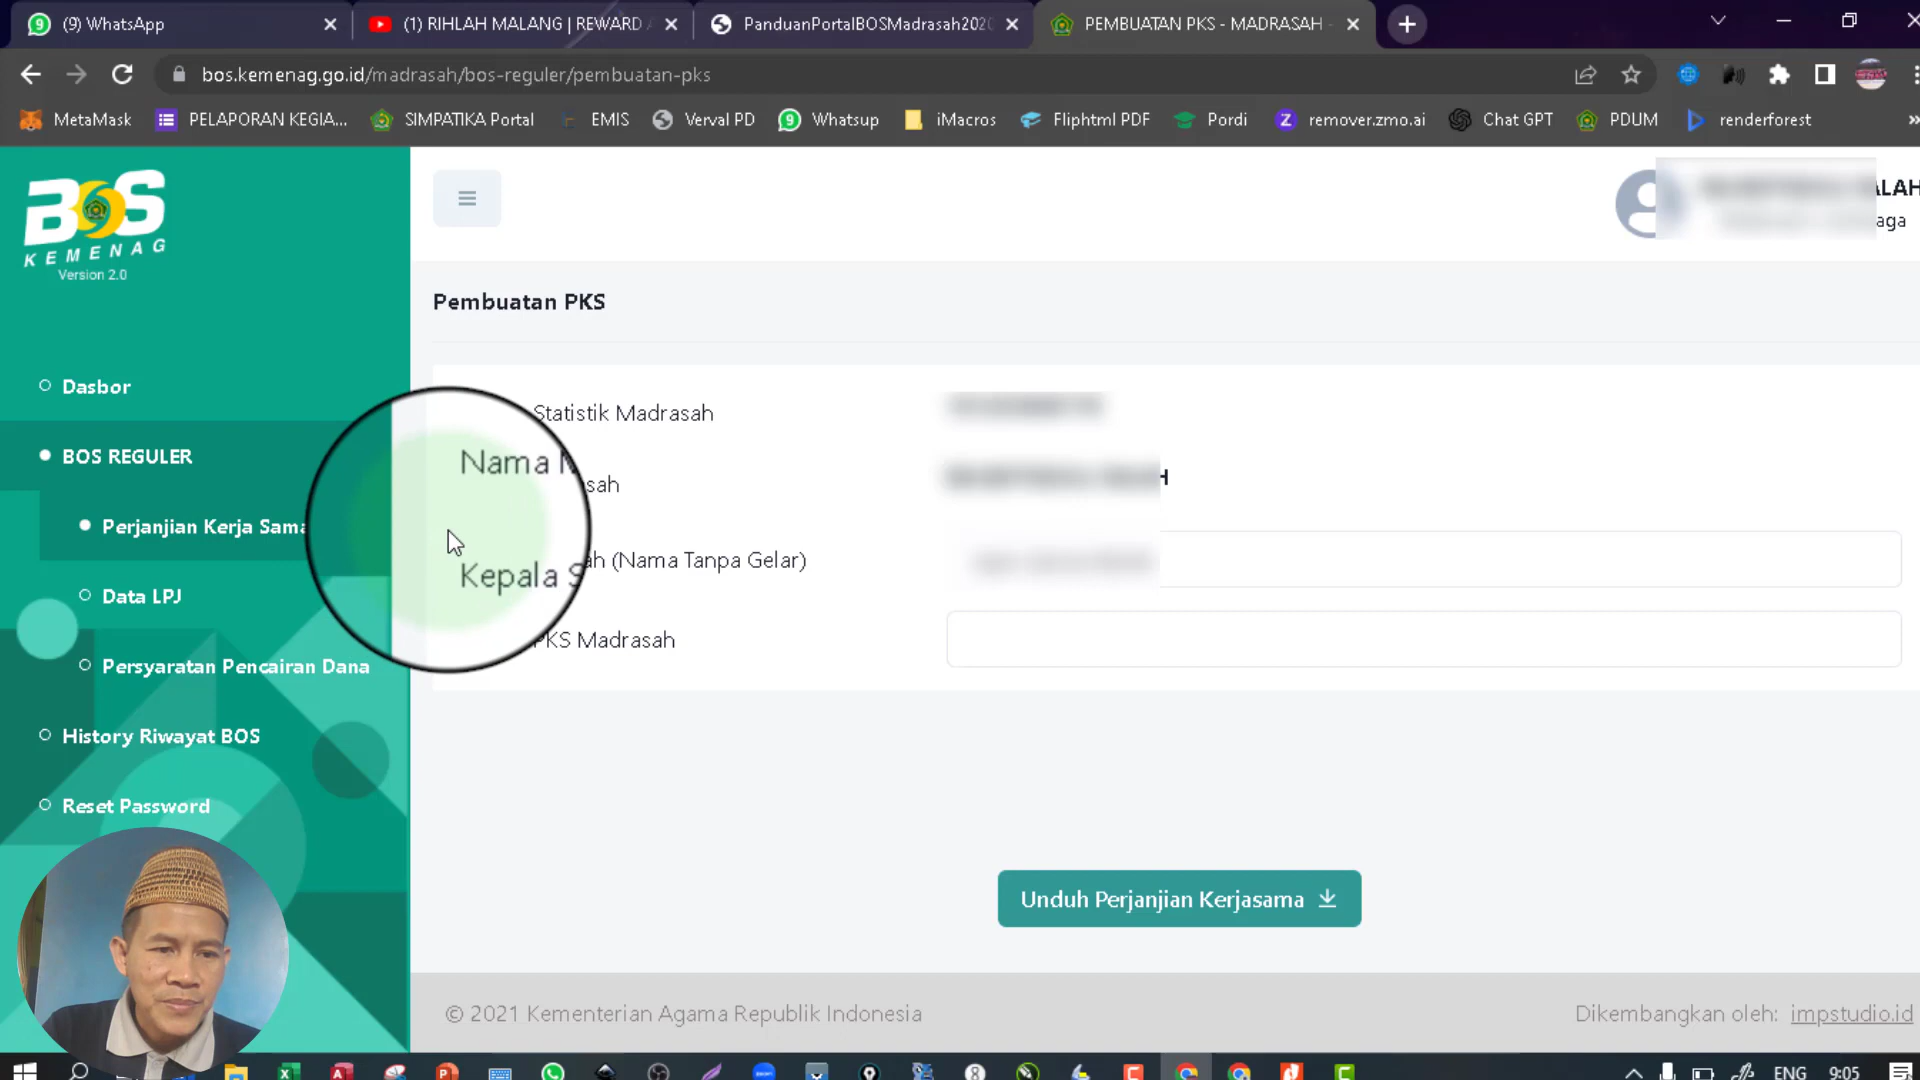 (9) WhatsApp
(1) RIHLAH MALANG | REWARD
PanduanPortalBOSMadrasah202
PEMBUATAN PKS - MADRASAH -
bos.kemenag.go.id/madrasah/bos-reguler/pembuatan-pks
MetaMask
PELAPORAN KEGIA...
SIMPATIKA Portal
EMIS
Verval PD
Whatsup
iMacros
Fliphtml PDF
Pordi
remover.zmo.ai
Chat GPT
PDUM
renderforest
BOS
KEMENAG
Version 2.0
ALAH
aga
Pembuatan PKS
Dasbor
BOS REGULER
Perjanjian Kerja Sama
Data LPJ
Persyaratan Pencairan Dana
History Riwayat BOS
Reset Password
Statistik Madrasah
Nama M
sah
H
Kepala S
ah (Nama Tanpa Gelar)
PKS Madrasah
Unduh Perjanjian Kerjasama
© 2021 Kementerian Agama Republik Indonesia
Dikembangkan oleh: impstudio.id
ENG
9:05